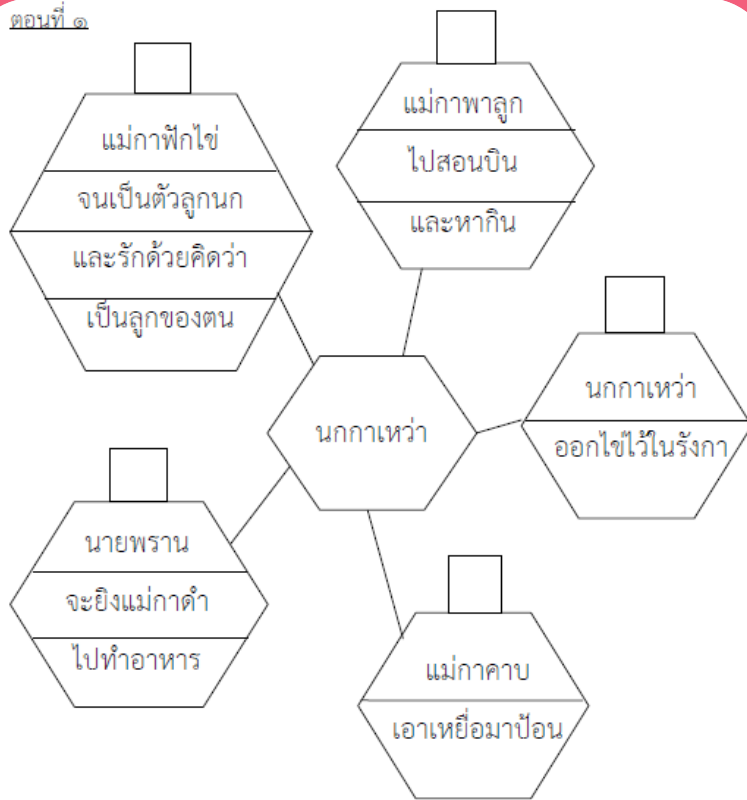 ตอนที่ ๑
แม่กาฟักไข่
จนเป็นตัวลูกนก
และรักด้วยคิดว่า
เป็นลูกของตน
แม่กาพาลูก
ไปสอนบิน
และหากิน
นกกาเหว่า
นกกาเหว่า
ออกไข่ไว้ในรังกา
นายพราน
จะยิงแม่กาดำ
ไปทำอาหาร
แม่กาคาบ
เอาเหยื่อมาป้อน